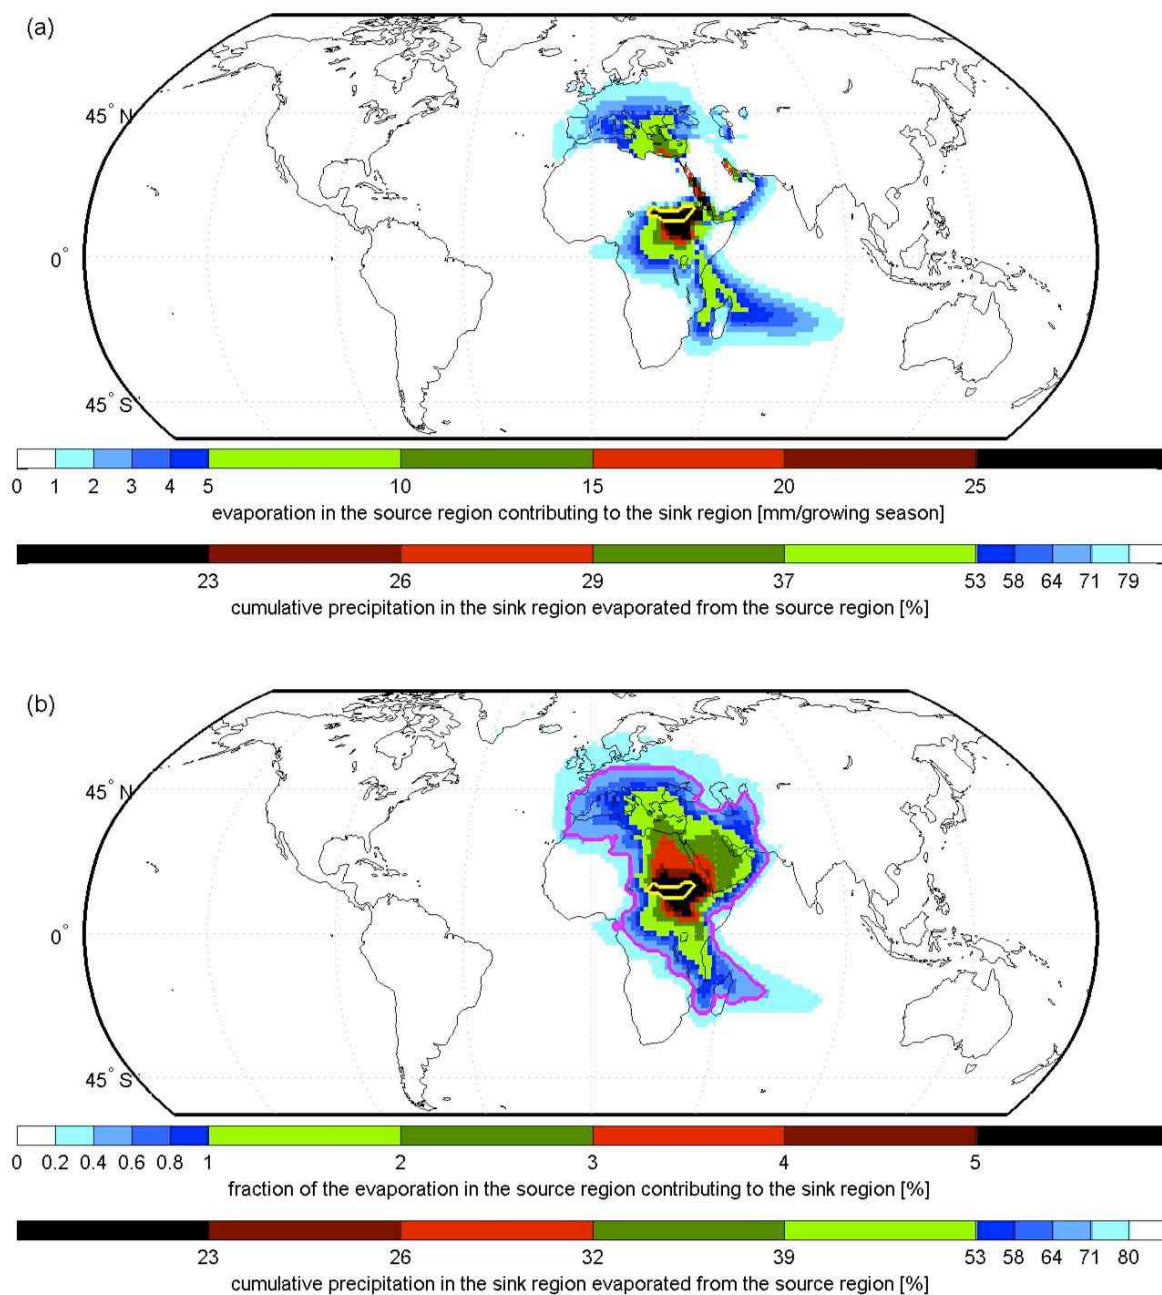 (a)
45° N
0°
45° S
0 1 2 3 4 5 10 15 20 25
evaporation in the source region contributing to the sink region [mm/growing season]
23 26 29 37 53 58 64 71 79
cumulative precipitation in the sink region evaporated from the source region [%]
(b)
45° N
0°
45° S
0 0.2 0.4 0.6 0.8 1 2 3 4 5
fraction of the evaporation in the source region contributing to the sink region [%]
23 26 32 39 53 58 64 71 80
cumulative precipitation in the sink region evaporated from the source region [%]